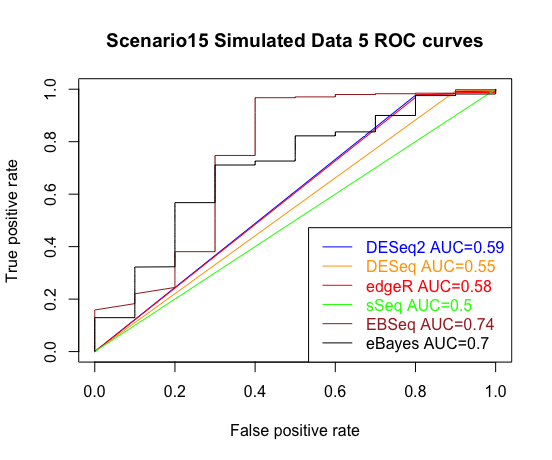 Scenario15 Simulated Data 5 ROC curves
True positive rate
1.0
0.8
0.6
0.4
0.2
0.0
DESeq2 AUC=0.59
DESeq AUC=0.55
edgeR AUC=0.58
sSeq AUC=0.5
EBSeq AUC=0.74
eBayes AUC=0.7
0.0 0.2 0.4 0.6 0.8 1.0
False positive rate